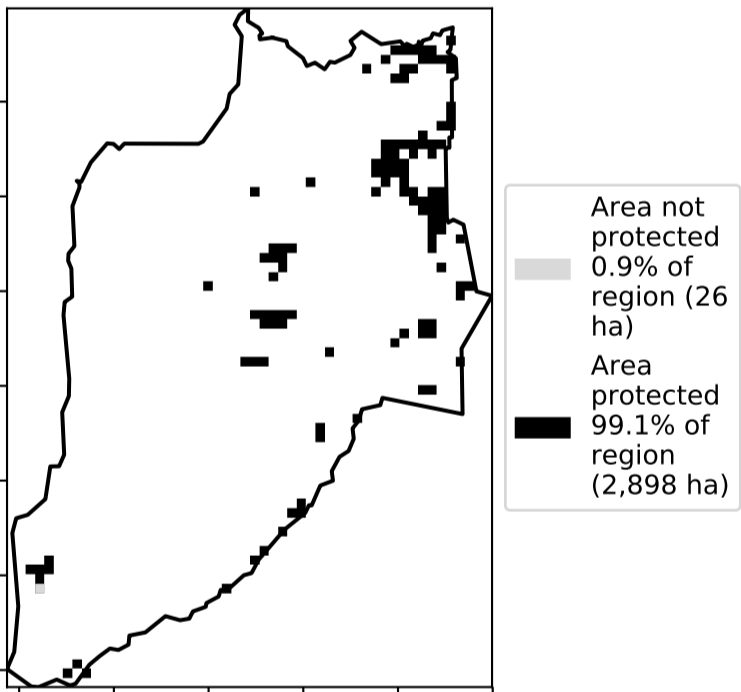 Area not
protected
0.9% of
region (26
ha)
Area
protected
99.1% of
region
(2,898 ha)